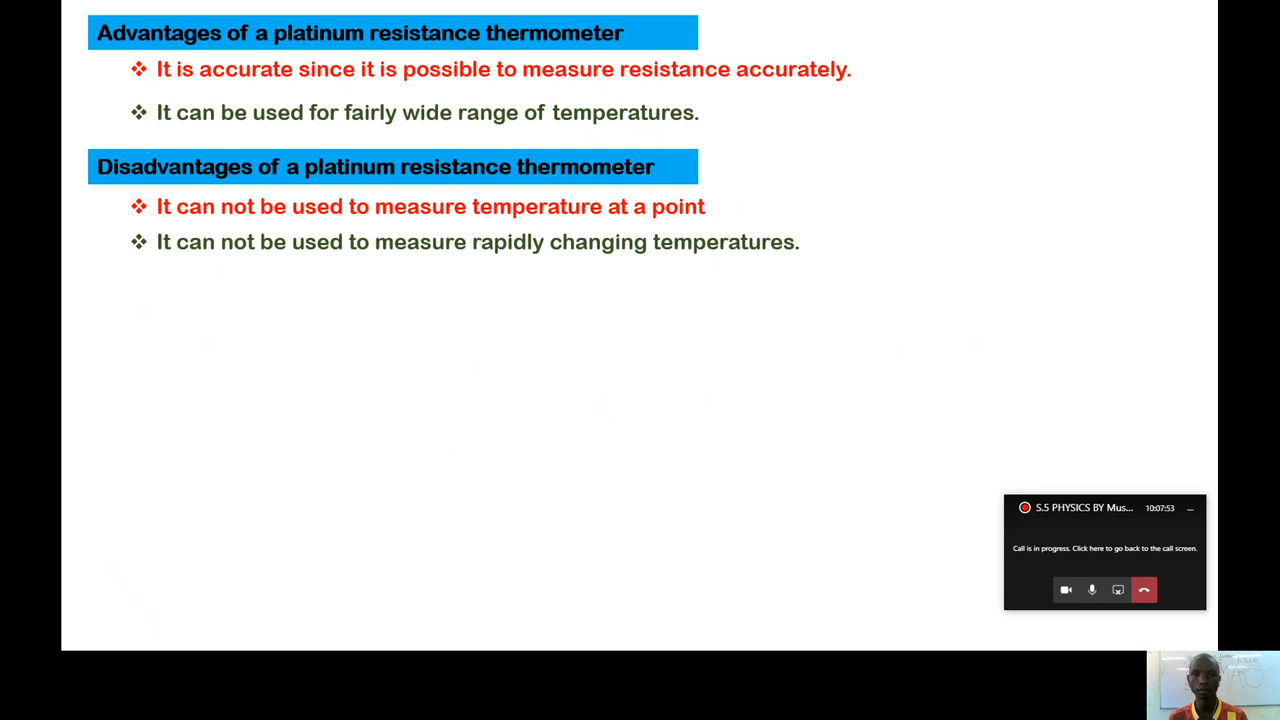 Advantages of a platinum resistance thermometer
❖ It is accurate since it is possible to measure resistance accurately.
❖ It can be used for fairly wide range of temperatures.
Disadvantages of a platinum resistance thermometer
❖ It can not be used to measure temperature at a point
❖ It can not be used to measure rapidly changing temperatures.
S.5 PHYSICS BY Mus... 10:07:53
Call is in progress. Click here to go back to the call screen.